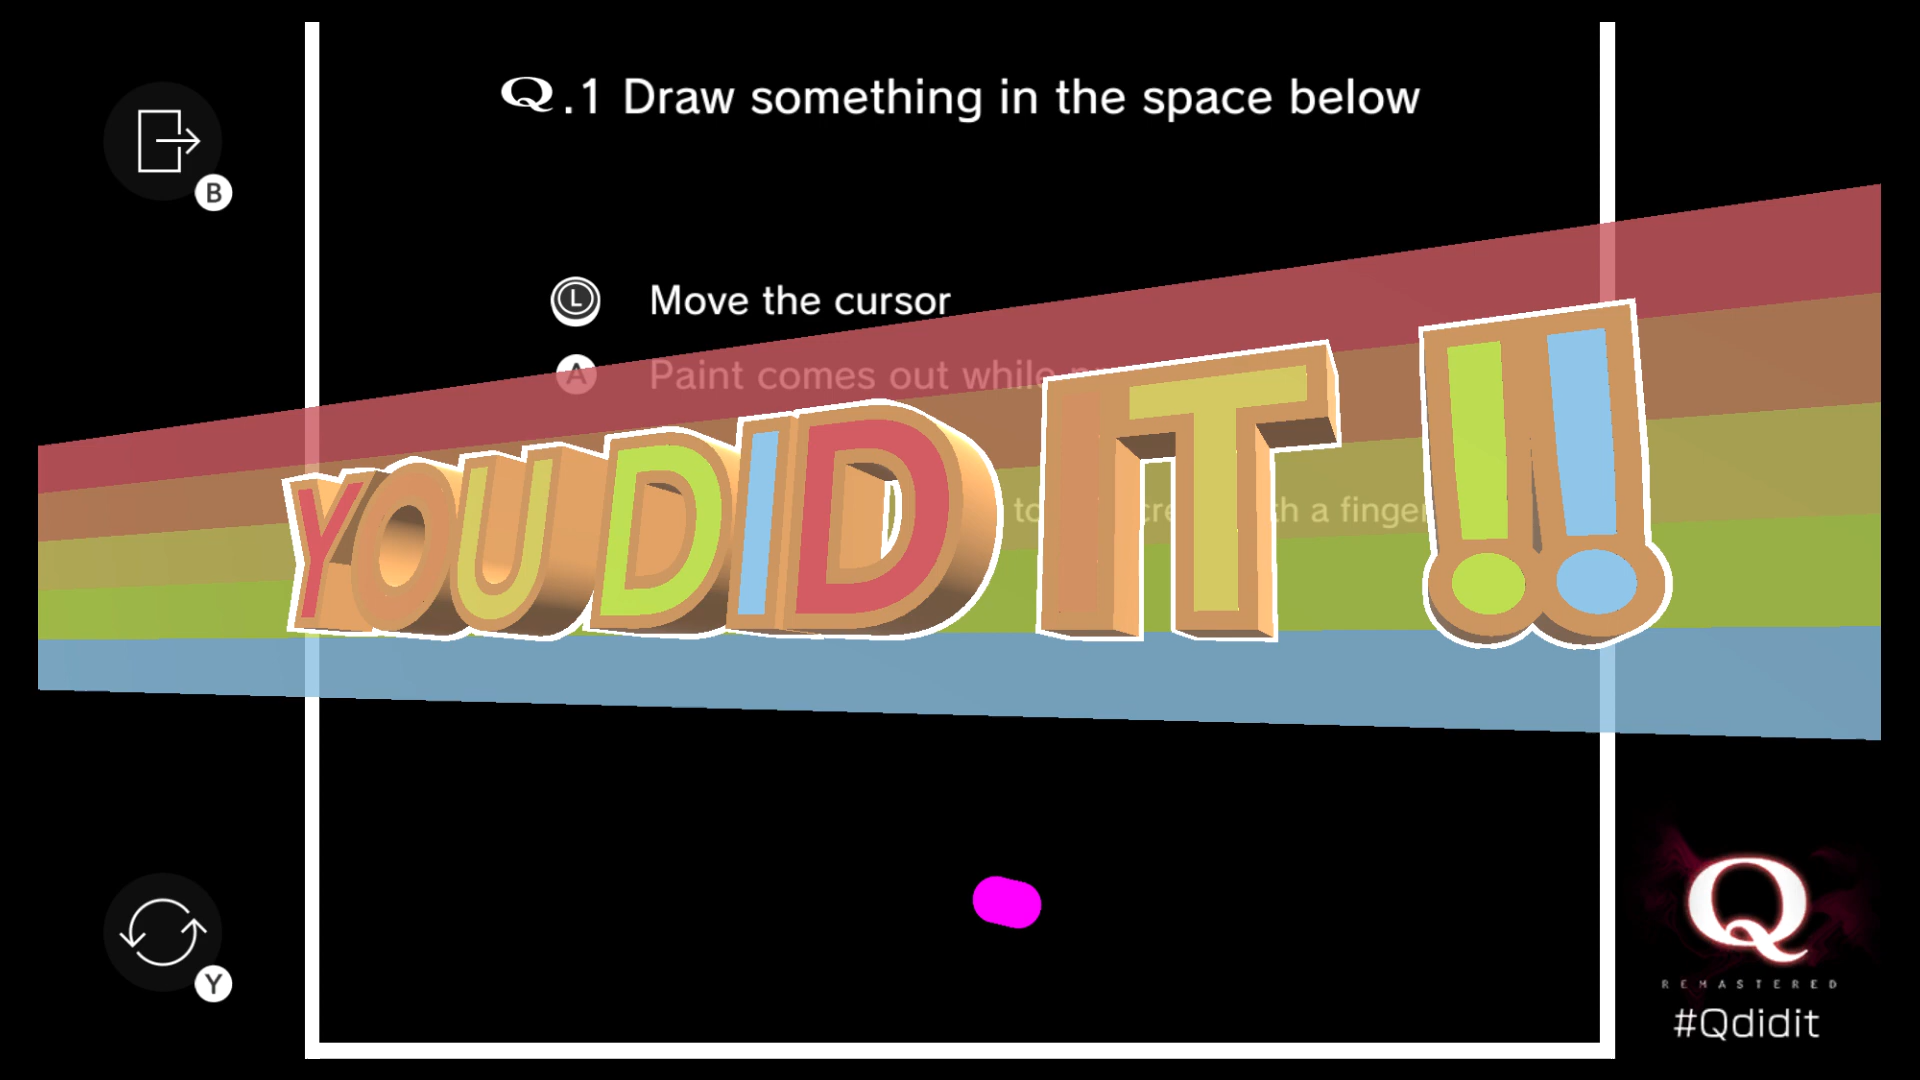 Q.1 Draw something in the space below
B
L Move the cursor
A Paint comes out while
a finger
YOU DID IT !!
Y
Q
REMASTERED
#Qdidit